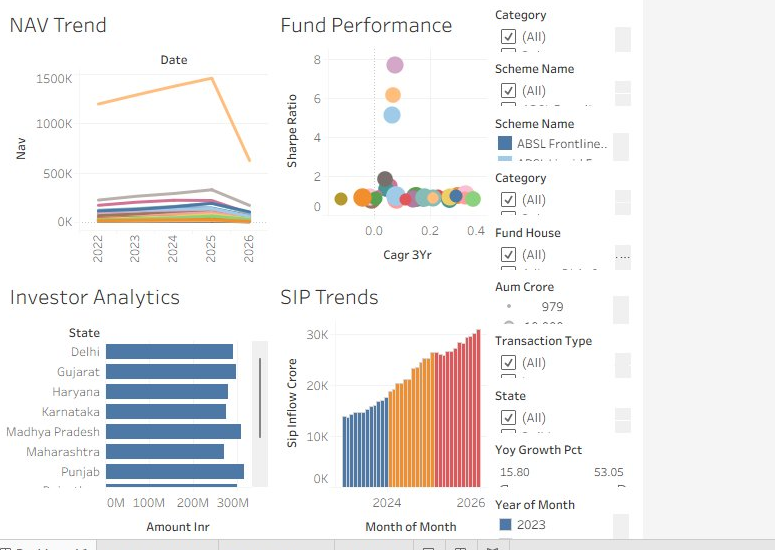 NAV Trend
Date
Nav
1500K
1000K
500K
0K
2022
2023
2024
2025
2026
Fund Performance
Sharpe Ratio
8
6
4
2
0
0.0
0.2
0.4
Cagr 3Yr
Investor Analytics
State
Delhi
Gujarat
Haryana
Karnataka
Madhya Pradesh
Maharashtra
Punjab
0M 100M 200M 300M
Amount Inr
SIP Trends
Sip Inflow Crore
30K
20K
10K
0K
2024
2026
Month of Month
Category
(All)
Scheme Name
(All)
Scheme Name
ABSL Frontline..
Category
(All)
Fund House
(All)
Aum Crore
979
Transaction Type
(All)
State
(All)
Yoy Growth Pct
15.80 53.05
Year of Month
2023